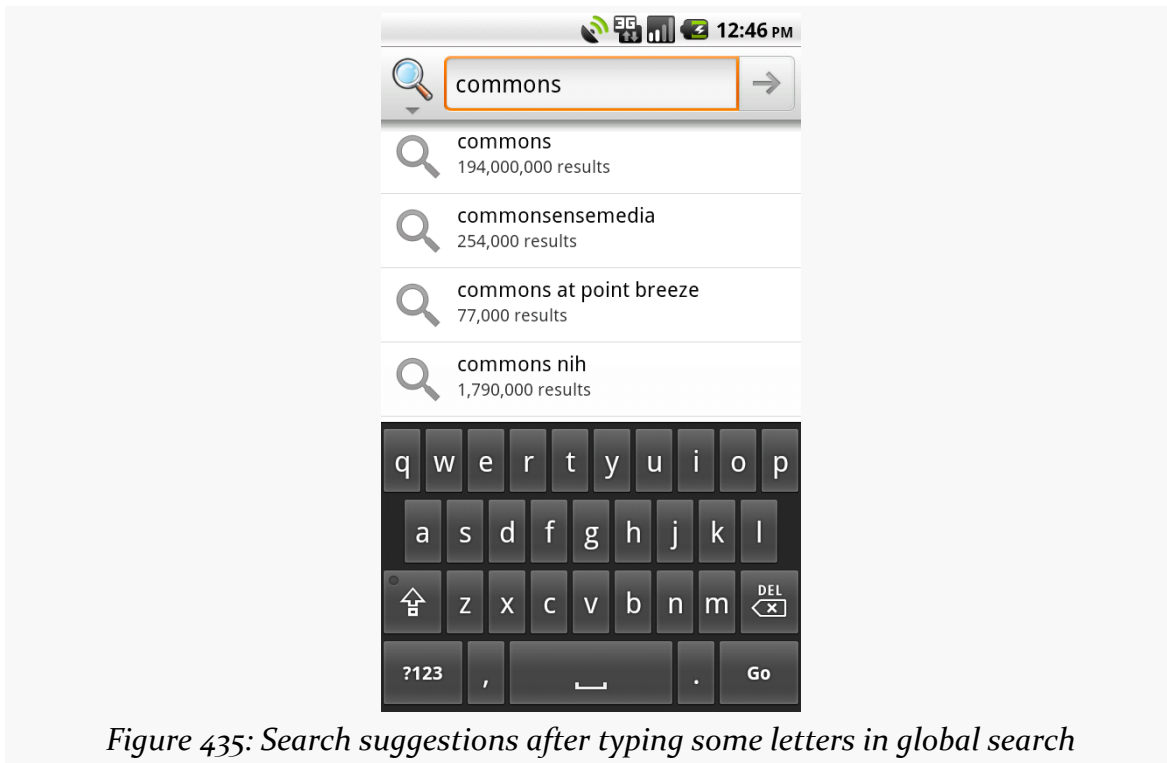 3G 12:46 PM
commons
commons
194,000,000 results
commonsensemedia
254,000 results
commons at point breeze
77,000 results
commons nih
1,790,000 results
q w e r t y u i o p
a s d f g h j k l
z x c v b n m DEL
?123 , . Go
Figure 435: Search suggestions after typing some letters in global search